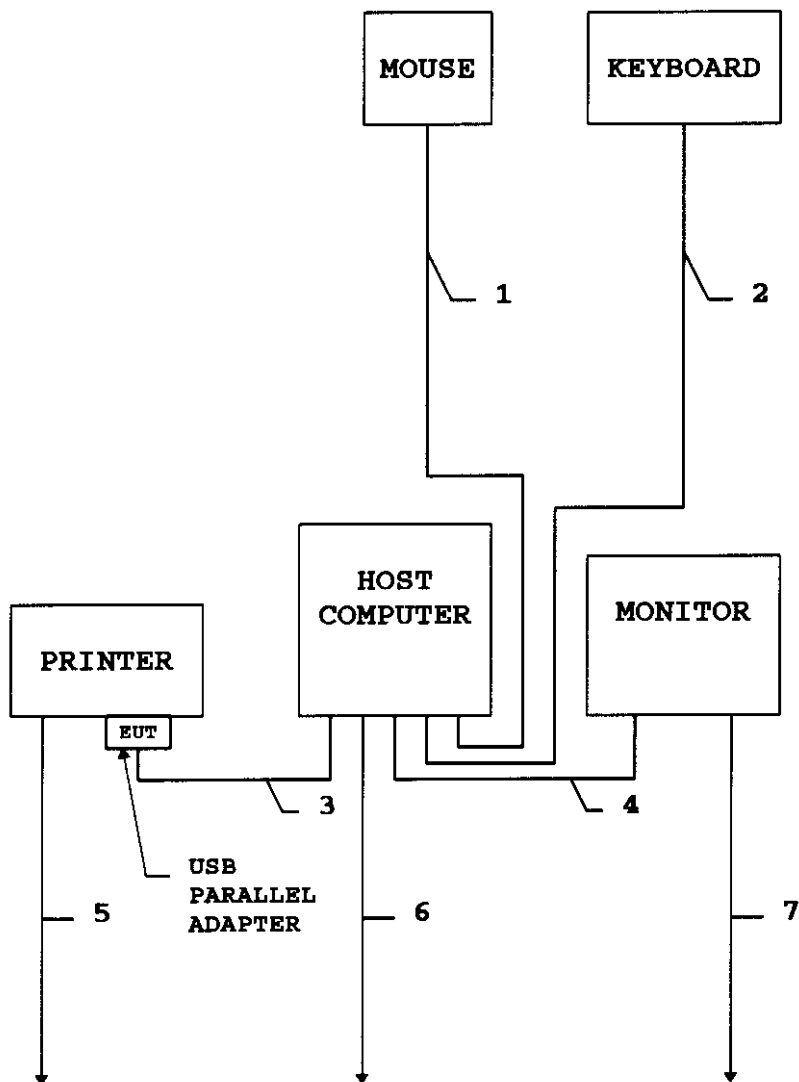 MOUSE
KEYBOARD
1
2
HOST
COMPUTER
MONITOR
PRINTER
EUT
3
4
USB
PARALLEL
ADAPTER
5
6
7